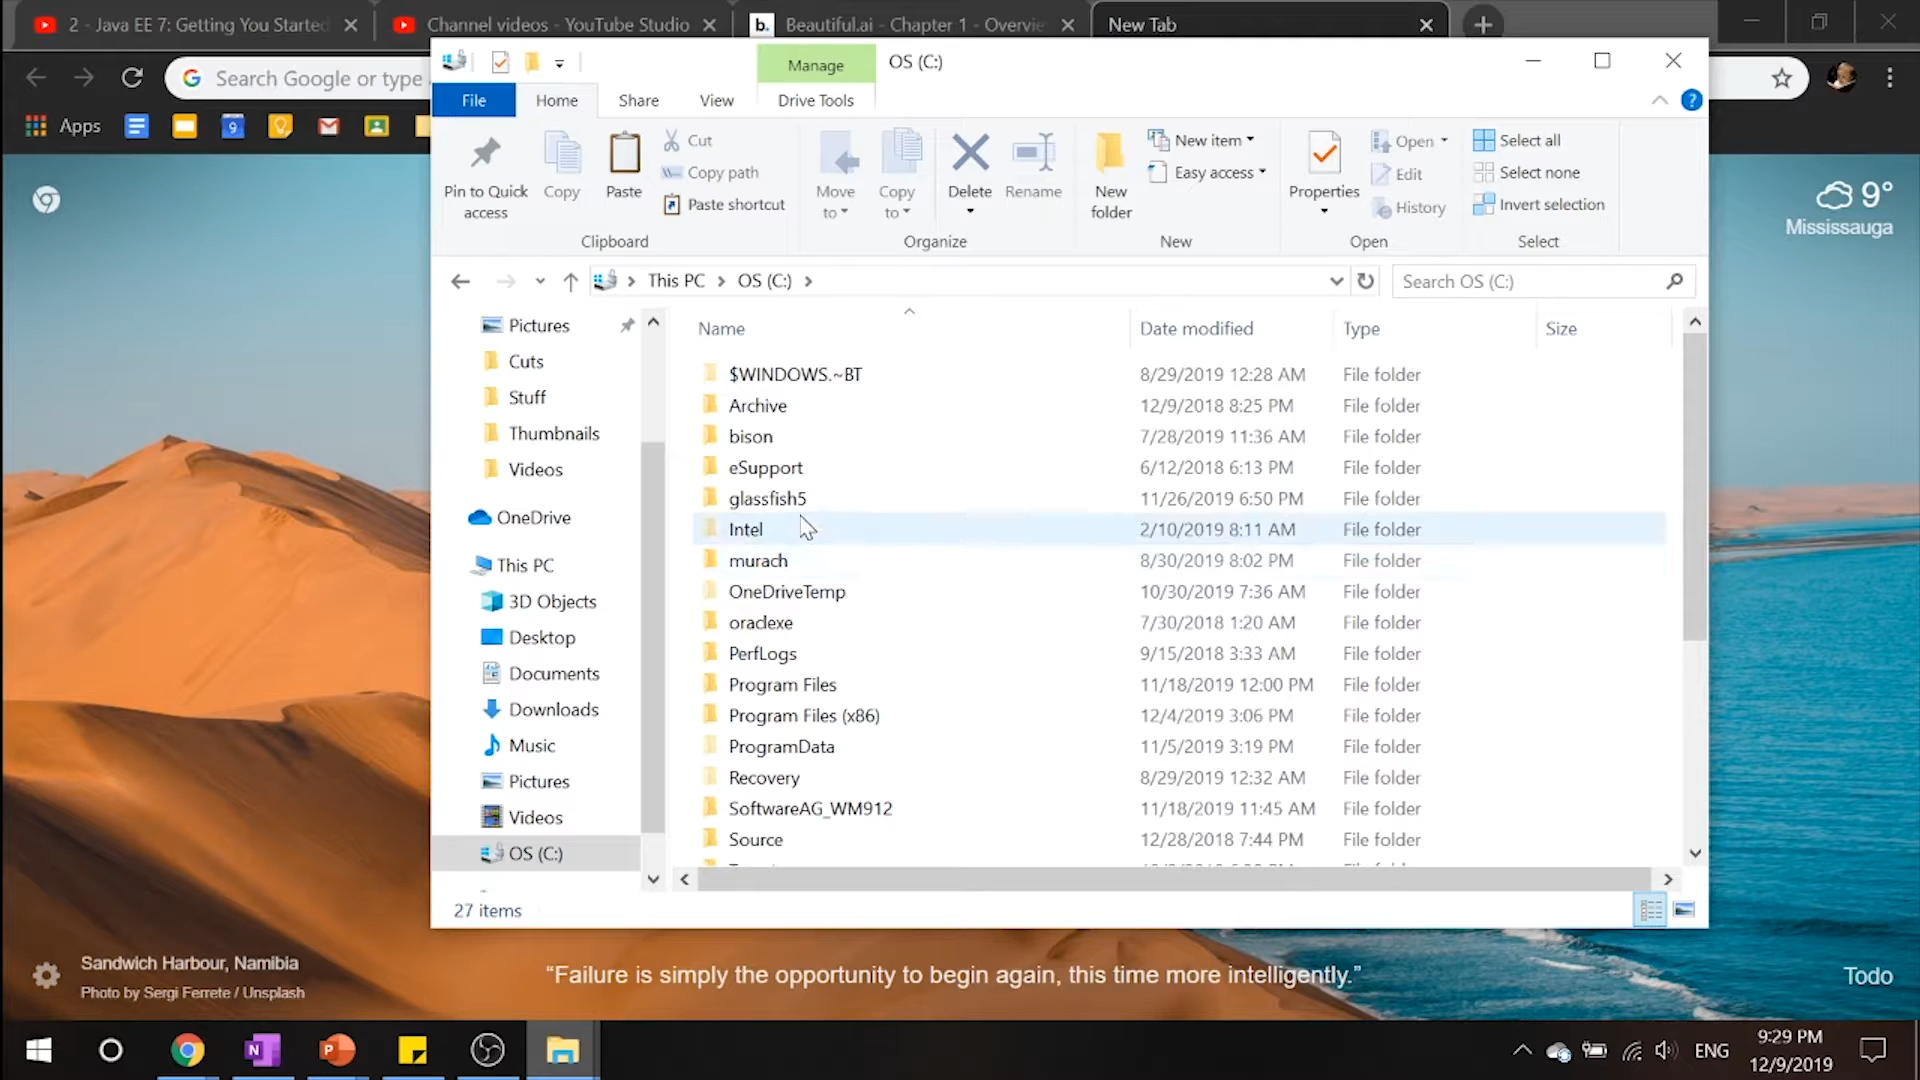 2 - Java EE 7: Getting You Started
Channel videos - YouTube Studio
b. Beautiful.ai - Chapter 1 - Overvie
New Tab
Search Google or type
Apps
9
Manage
OS (C:)
File
Home
Share
View
Drive Tools
Pin to Quick
access
Copy
Paste
Cut
Copy path
Paste shortcut
Clipboard
Move
to
Copy
to
Delete
Rename
Organize
New
folder
New item
Easy access
New
Properties
Open
Edit
History
Open
Select all
Select none
Invert selection
Select
This PC > OS (C:) >
Search OS (C:)
Pictures
Cuts
Stuff
Thumbnails
Videos
OneDrive
This PC
3D Objects
Desktop
Documents
Downloads
Music
Pictures
Videos
OS (C:)
Name Date modified Type Size
$WINDOWS.~BT 8/29/2019 12:28 AM File folder
Archive 12/9/2018 8:25 PM File folder
bison 7/28/2019 11:36 AM File folder
eSupport 6/12/2018 6:13 PM File folder
glassfish5 11/26/2019 6:50 PM File folder
Intel 2/10/2019 8:11 AM File folder
murach 8/30/2019 8:02 PM File folder
OneDriveTemp 10/30/2019 7:36 AM File folder
oraclexe 7/30/2018 1:20 AM File folder
PerfLogs 9/15/2018 3:33 AM File folder
Program Files 11/18/2019 12:00 PM File folder
Program Files (x86) 12/4/2019 3:06 PM File folder
ProgramData 11/5/2019 3:19 PM File folder
Recovery 8/29/2019 12:32 AM File folder
SoftwareAG_WM912 11/18/2019 11:45 AM File folder
Source 12/28/2018 7:44 PM File folder
27 items
9°
Mississauga
Sandwich Harbour, Namibia
Photo by Sergi Ferrete / Unsplash
“Failure is simply the opportunity to begin again, this time more intelligently.”
Todo
ENG
9:29 PM
12/9/2019